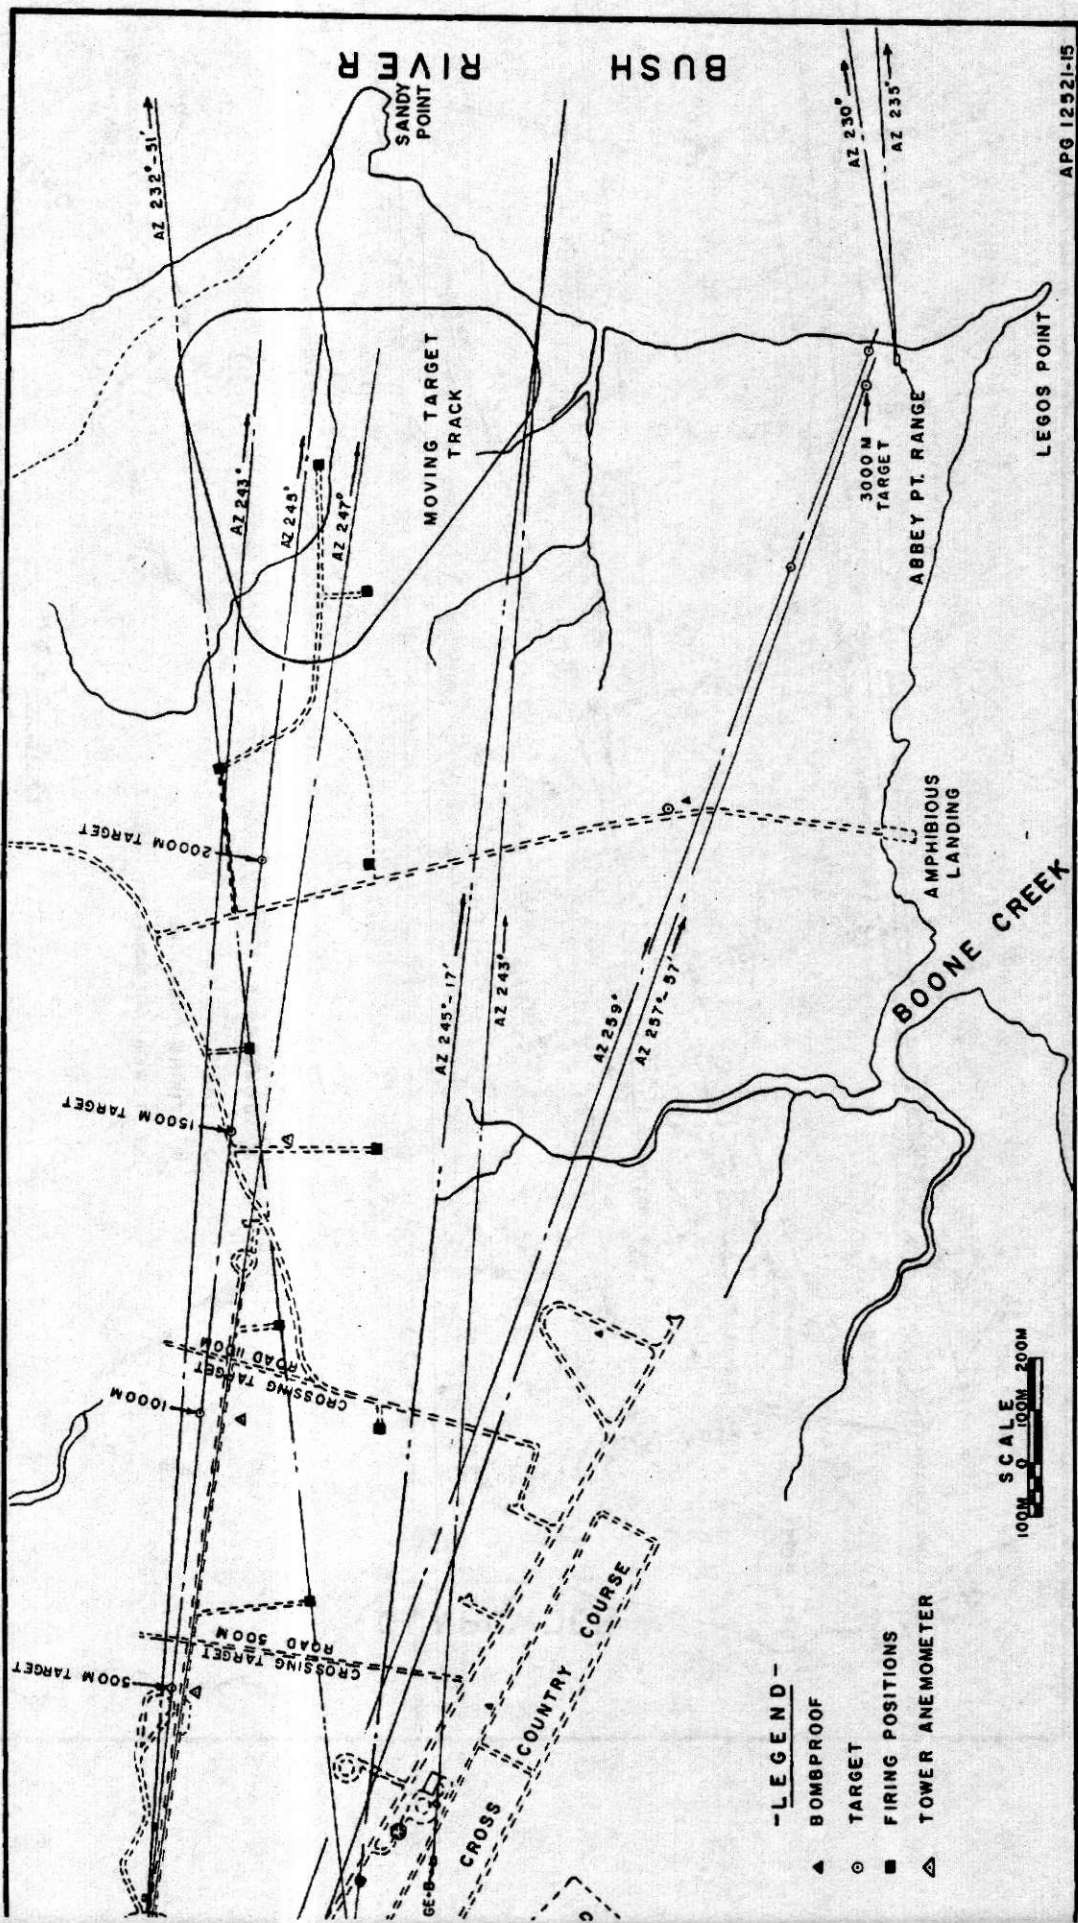 RIVER
BUSH
SANDY
POINT
AZ 232°-51'
AZ 230°
AZ 235°
APG 12521-15
AZ 243°
AZ 245°
AZ 247°
MOVING TARGET
TRACK
3000M
TARGET
ABBEY PT. RANGE
LEGOS POINT
2000M TARGET
AMPHIBIOUS
LANDING
BOONE CREEK
AZ 245°-17'
AZ 243°
AZ 259°
AZ 257°-57'
1500M TARGET
1000M
CROSSING TARGET
ROAD 1100M
500M TARGET
CROSSING TARGET
ROAD 500M
CROSS COUNTRY COURSE
SCALE
100M 0 100M 200M
-LEGEND-
BOMBPROOF
TARGET
FIRING POSITIONS
TOWER ANEMOMETER